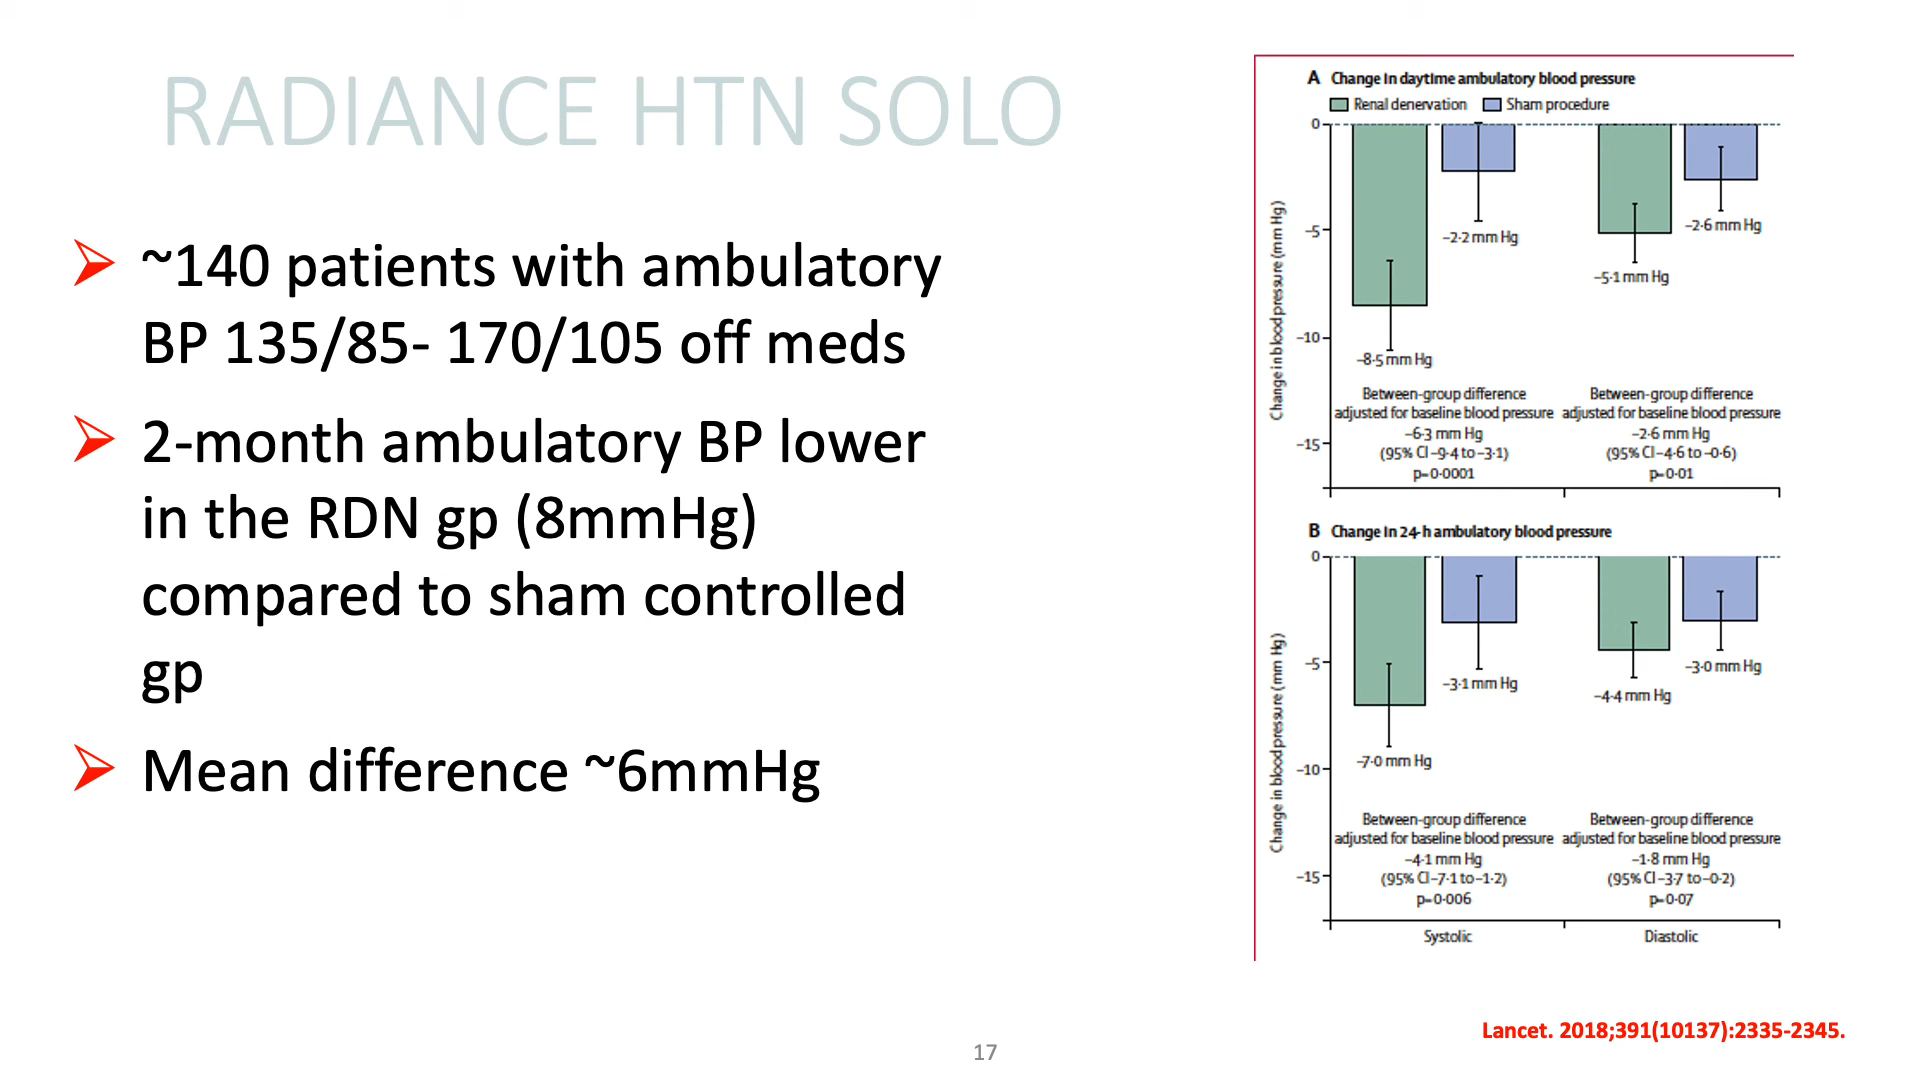 RADIANCE HTN SOLO
~140 patients with ambulatory
BP 135/85- 170/105 off meds
2-month ambulatory BP lower
in the RDN gp (8mmHg)
compared to sham controlled
gp
Mean difference ~6mmHg
A Change in daytime ambulatory blood pressure
Renal denervation Sham procedure
Change in blood pressure (mm Hg)
0
–5
–10
–15
–8·5 mm Hg
–2·2 mm Hg
–5·1 mm Hg
–2·6 mm Hg
Between-group difference
adjusted for baseline blood pressure
–6·3 mm Hg
(95% CI –9·4 to –3·1)
p=0·0001
Between-group difference
adjusted for baseline blood pressure
–2·6 mm Hg
(95% CI –4·6 to –0·6)
p=0·01
B Change in 24-h ambulatory blood pressure
Change in blood pressure (mm Hg)
0
–5
–10
–15
–7·0 mm Hg
–3·1 mm Hg
–4·4 mm Hg
–3·0 mm Hg
Between-group difference
adjusted for baseline blood pressure
–4·1 mm Hg
(95% CI –7·1 to –1·2)
p=0·006
Between-group difference
adjusted for baseline blood pressure
–1·8 mm Hg
(95% CI –3·7 to –0·2)
p=0·07
Systolic
Diastolic
Lancet. 2018;391(10137):2335-2345.
17